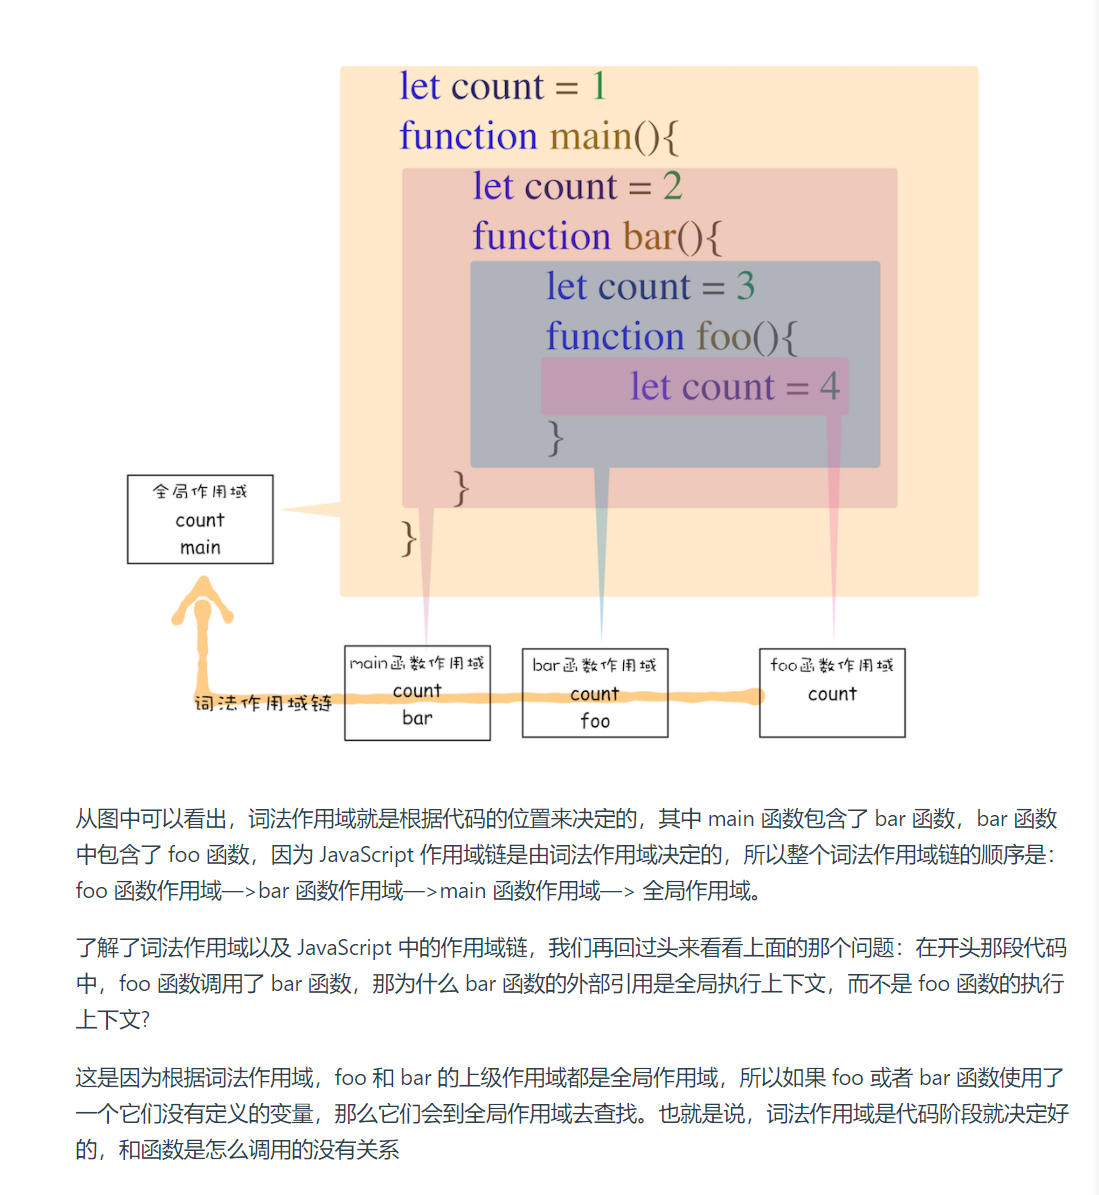 let count = 1
function main(){
let count = 2
function bar(){
let count = 3
function foo(){
let count = 4
}
}
}
全局作用域
count
main
词法作用域链
main函数作用域
count
bar
bar函数作用域
count
foo
foo函数作用域
count
从图中可以看出，词法作用域就是根据代码的位置来决定的，其中 main 函数包含了 bar 函数，bar 函数
中包含了 foo 函数，因为 JavaScript 作用域链是由词法作用域决定的，所以整个词法作用域链的顺序是：
foo 函数作用域—>bar 函数作用域—>main 函数作用域—> 全局作用域。
了解了词法作用域以及 JavaScript 中的作用域链，我们再回过头来看看上面的那个问题：在开头那段代码
中，foo 函数调用了 bar 函数，那为什么 bar 函数的外部引用是全局执行上下文，而不是 foo 函数的执行
上下文?
这是因为根据词法作用域，foo 和 bar 的上级作用域都是全局作用域，所以如果 foo 或者 bar 函数使用了
一个它们没有定义的变量，那么它们会到全局作用域去查找。也就是说，词法作用域是代码阶段就决定好
的，和函数是怎么调用的没有关系